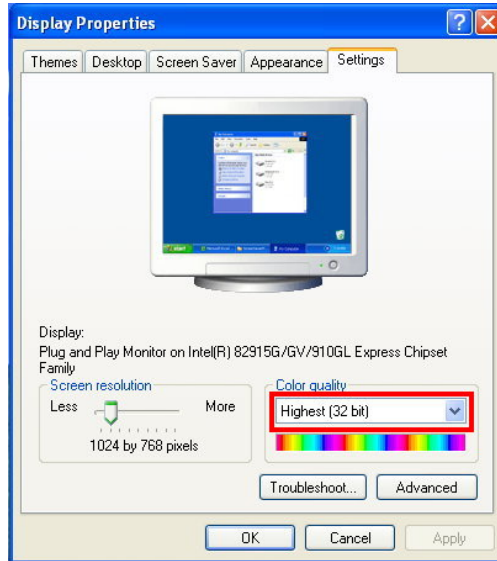 Display Properties
Themes Desktop Screen Saver Appearance Settings
Display:
Plug and Play Monitor on Intel(R) 82915G/GV/910GL Express Chipset
Family
Screen resolution
Less More
1024 by 768 pixels
Color quality
Highest (32 bit)
Troubleshoot... Advanced
OK Cancel Apply